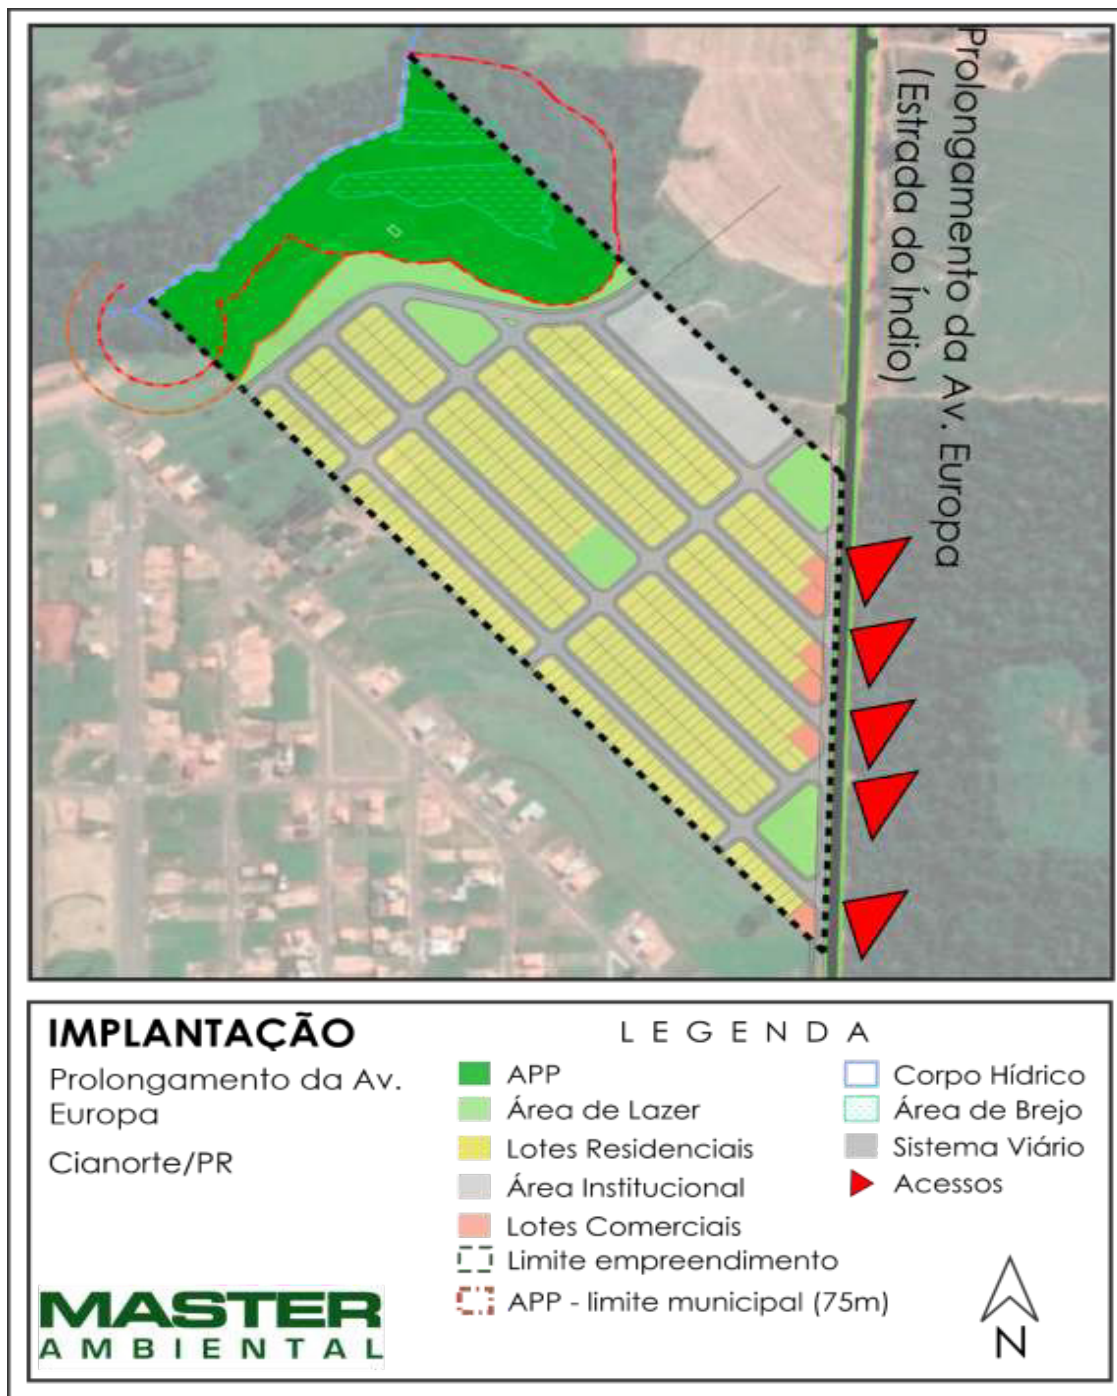 Prolongamento da Av. Europa
(Estrada do Índio)
IMPLANTAÇÃO
Prolongamento da Av.
Europa
Cianorte/PR
MASTER
AMBIENTAL
LEGENDA
APP
Área de Lazer
Lotes Residenciais
Área Institucional
Lotes Comerciais
Limite empreendimento
APP - limite municipal (75m)
Corpo Hídrico
Área de Brejo
Sistema Viário
Acessos
N